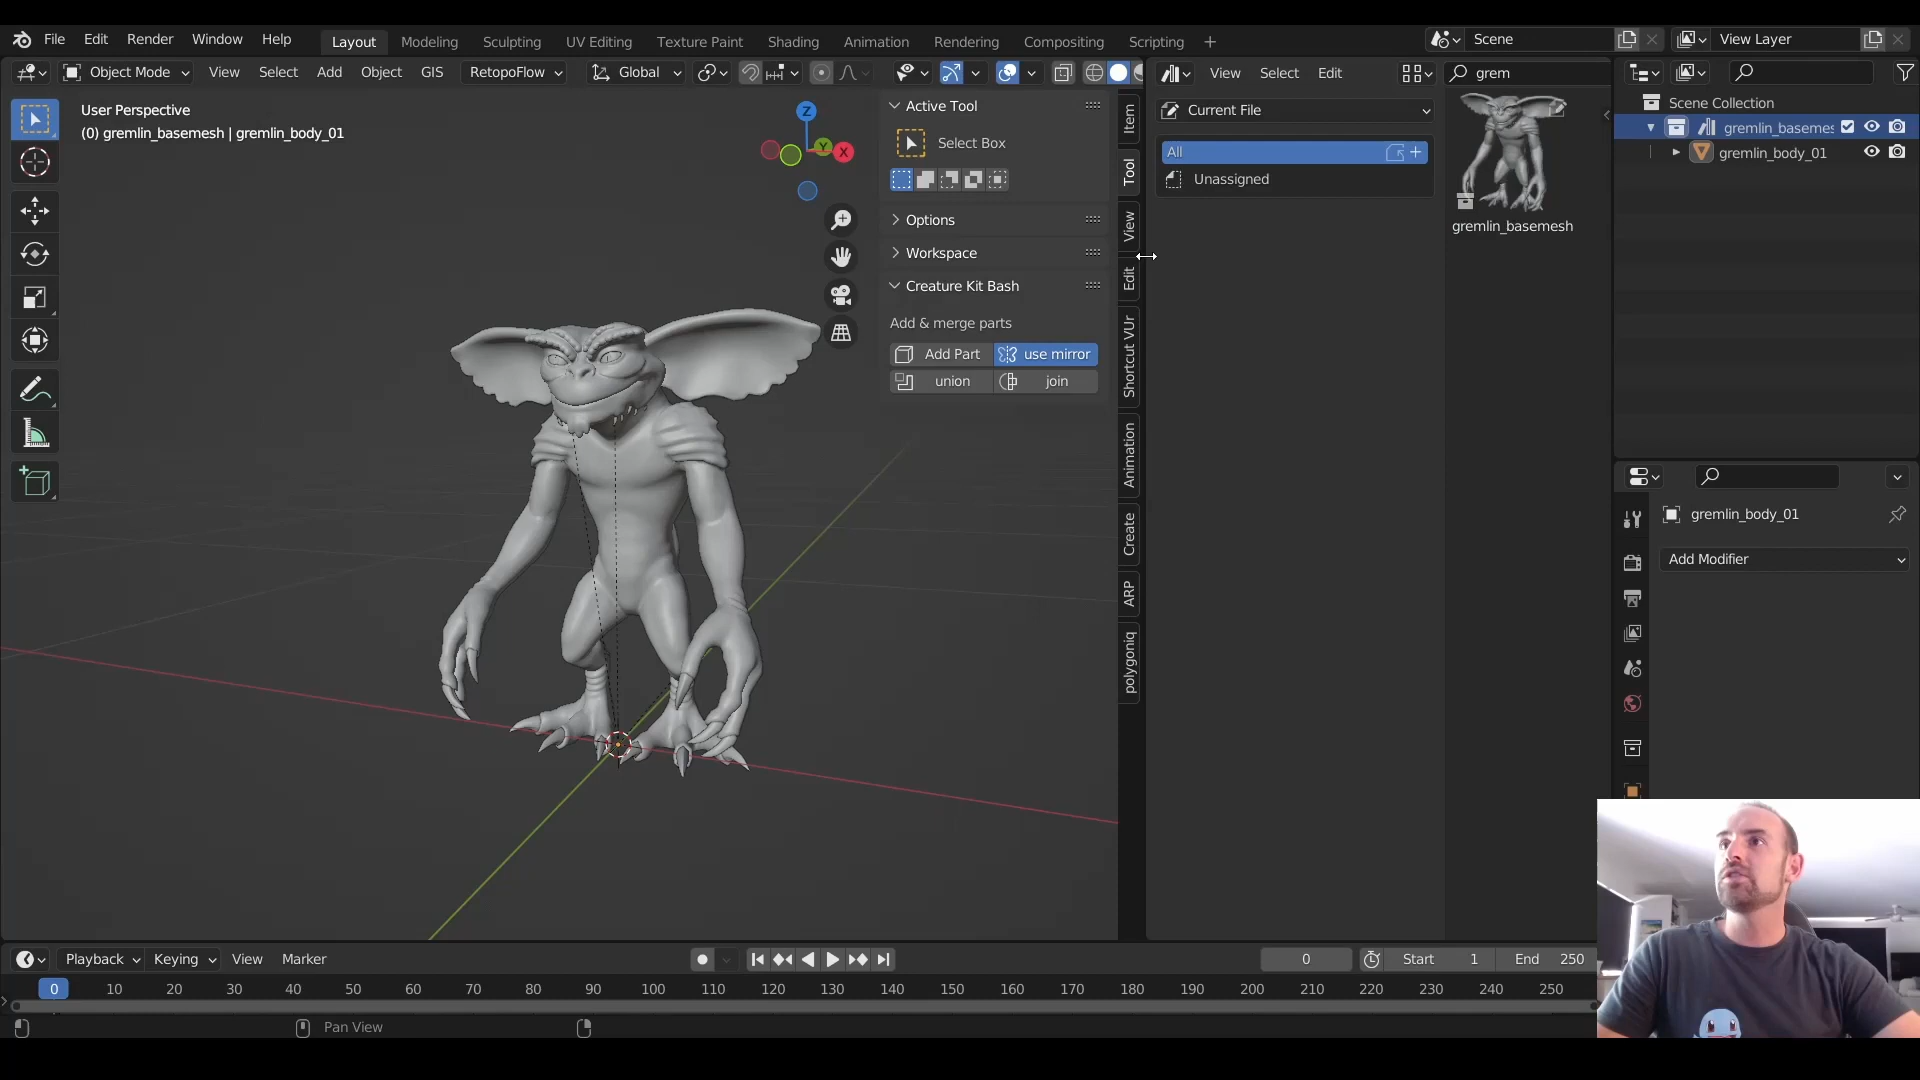 File Edit Render Window Help Layout Modeling Sculpting UV Editing Texture Paint Shading Animation Rendering Compositing Scripting + Scene View Layer
Object Mode View Select Add Object GIS RetopoFlow Global View Select Edit grem
User Perspective
(0) gremlin_basemesh | gremlin_body_01
Z
Y
X
Active Tool
Select Box
Options
Workspace
Creature Kit Bash
Add & merge parts
Add Part use mirror
union join
Item
Tool
View
Edit
Shortcut VUr
Animation
Create
ARP
polygoniq
Current File
All
Unassigned
gremlin_basemesh
Scene Collection
gremlin_basemes
gremlin_body_01
gremlin_body_01
Add Modifier
Playback Keying View Marker 0 Start 1 End 250
0 10 20 30 40 50 60 70 80 90 100 110 120 130 140 150 160 170 180 190 200 210 220 230 240 250
Pan View